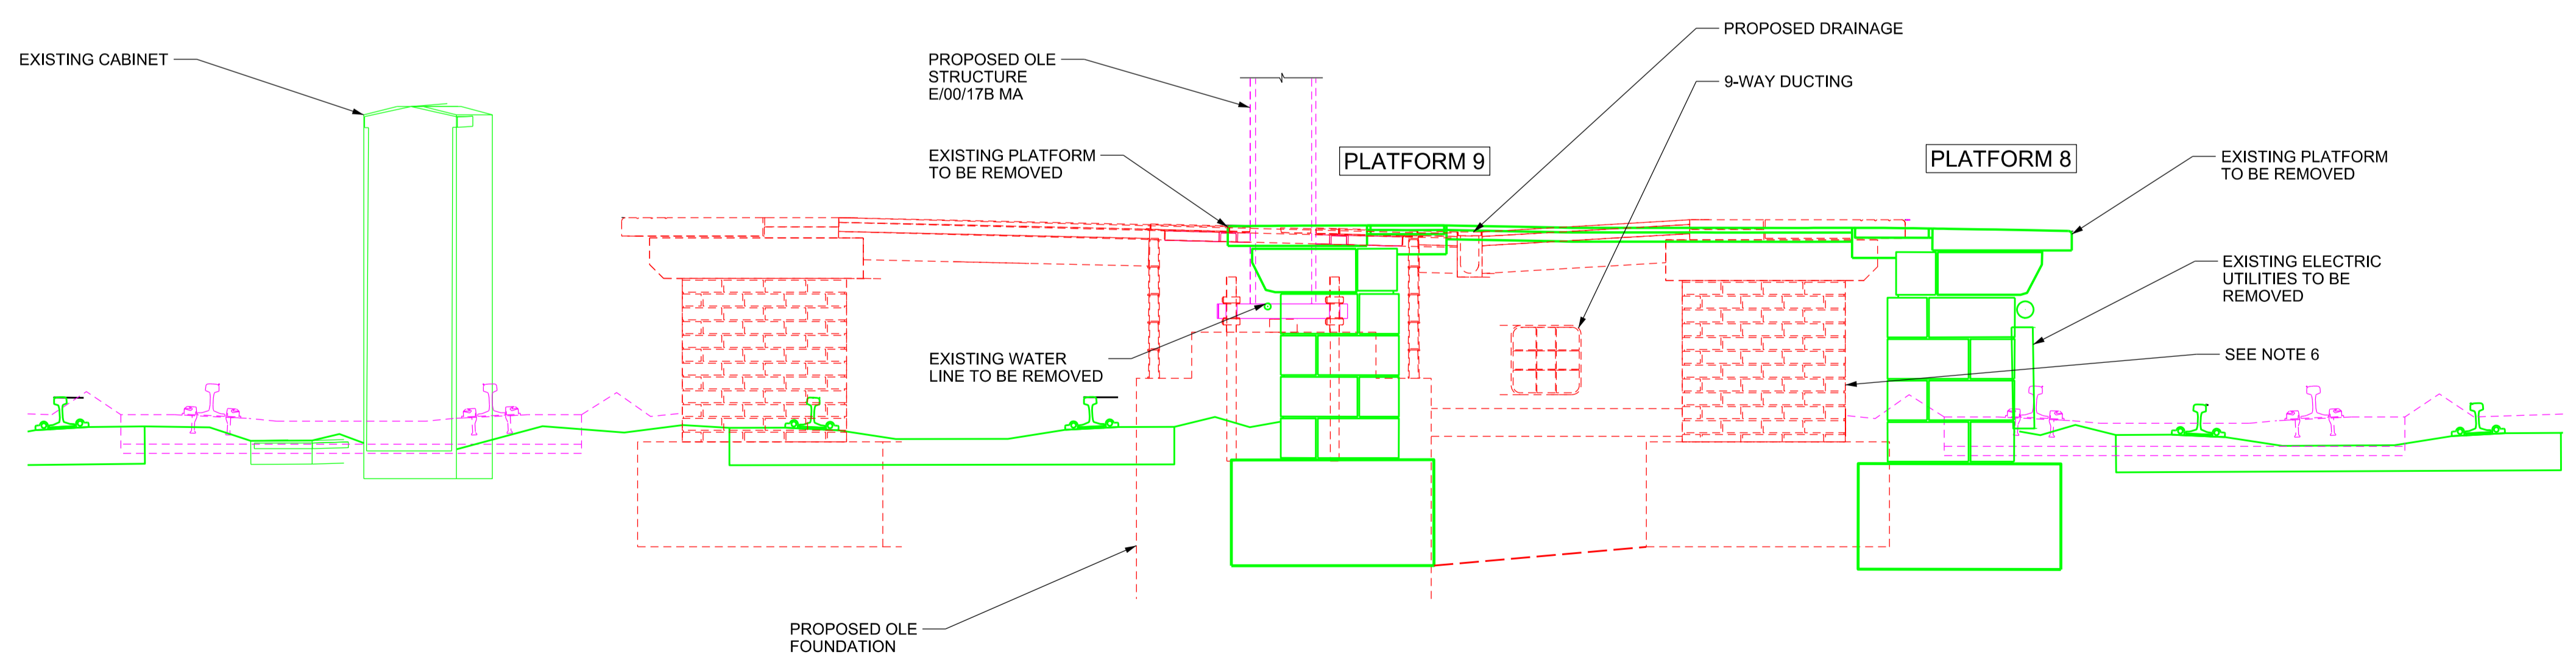 PROPOSED DRAINAGE
EXISTING CABINET
PROPOSED OLE
STRUCTURE
E/00/17B MA
9-WAY DUCTING
EXISTING PLATFORM
TO BE REMOVED
PLATFORM 9
PLATFORM 8
EXISTING PLATFORM
TO BE REMOVED
EXISTING ELECTRIC
UTILITIES TO BE
REMOVED
EXISTING WATER
LINE TO BE REMOVED
SEE NOTE 6
PROPOSED OLE
FOUNDATION